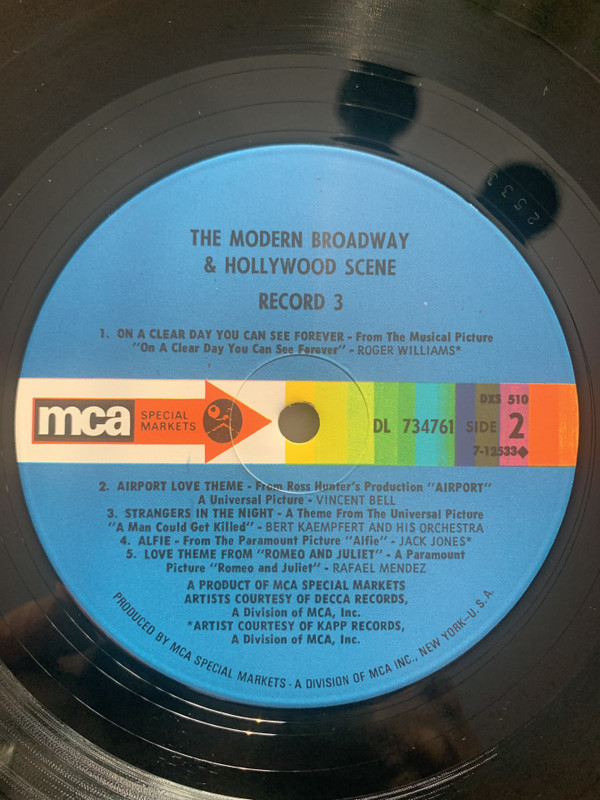 THE MODERN BROADWAY
& HOLLYWOOD SCENE
RECORD 3
1. ON A CLEAR DAY YOU CAN SEE FOREVER - From The Musical Picture
"On A Clear Day You Can See Forever" - ROGER WILLIAMS*
mca
SPECIAL
MARKETS
DXS 510
DL 734761 SIDE 2
7-12533◆
2. AIRPORT LOVE THEME - From Ross Hunter's Production "AIRPORT"
A Universal Picture - VINCENT BELL
3. STRANGERS IN THE NIGHT - A Theme From The Universal Picture
"A Man Could Get Killed" - BERT KAEMPFERT AND HIS ORCHESTRA
4. ALFIE - From the Paramount Picture "Alfie" - JACK JONES*
5. LOVE THEME FROM "ROMEO AND JULIET" - A Paramount
Picture "Romeo and Juliet" - RAFAEL MENDEZ
A PRODUCT OF MCA SPECIAL MARKETS
ARTISTS COURTESY OF DECCA RECORDS,
A Division of MCA, Inc.
*ARTIST COURTESY OF KAPP RECORDS,
A Division of MCA, Inc.
PRODUCED BY MCA SPECIAL MARKETS - A DIVISION OF MCA INC., NEW YORK-U.S.A.
2533